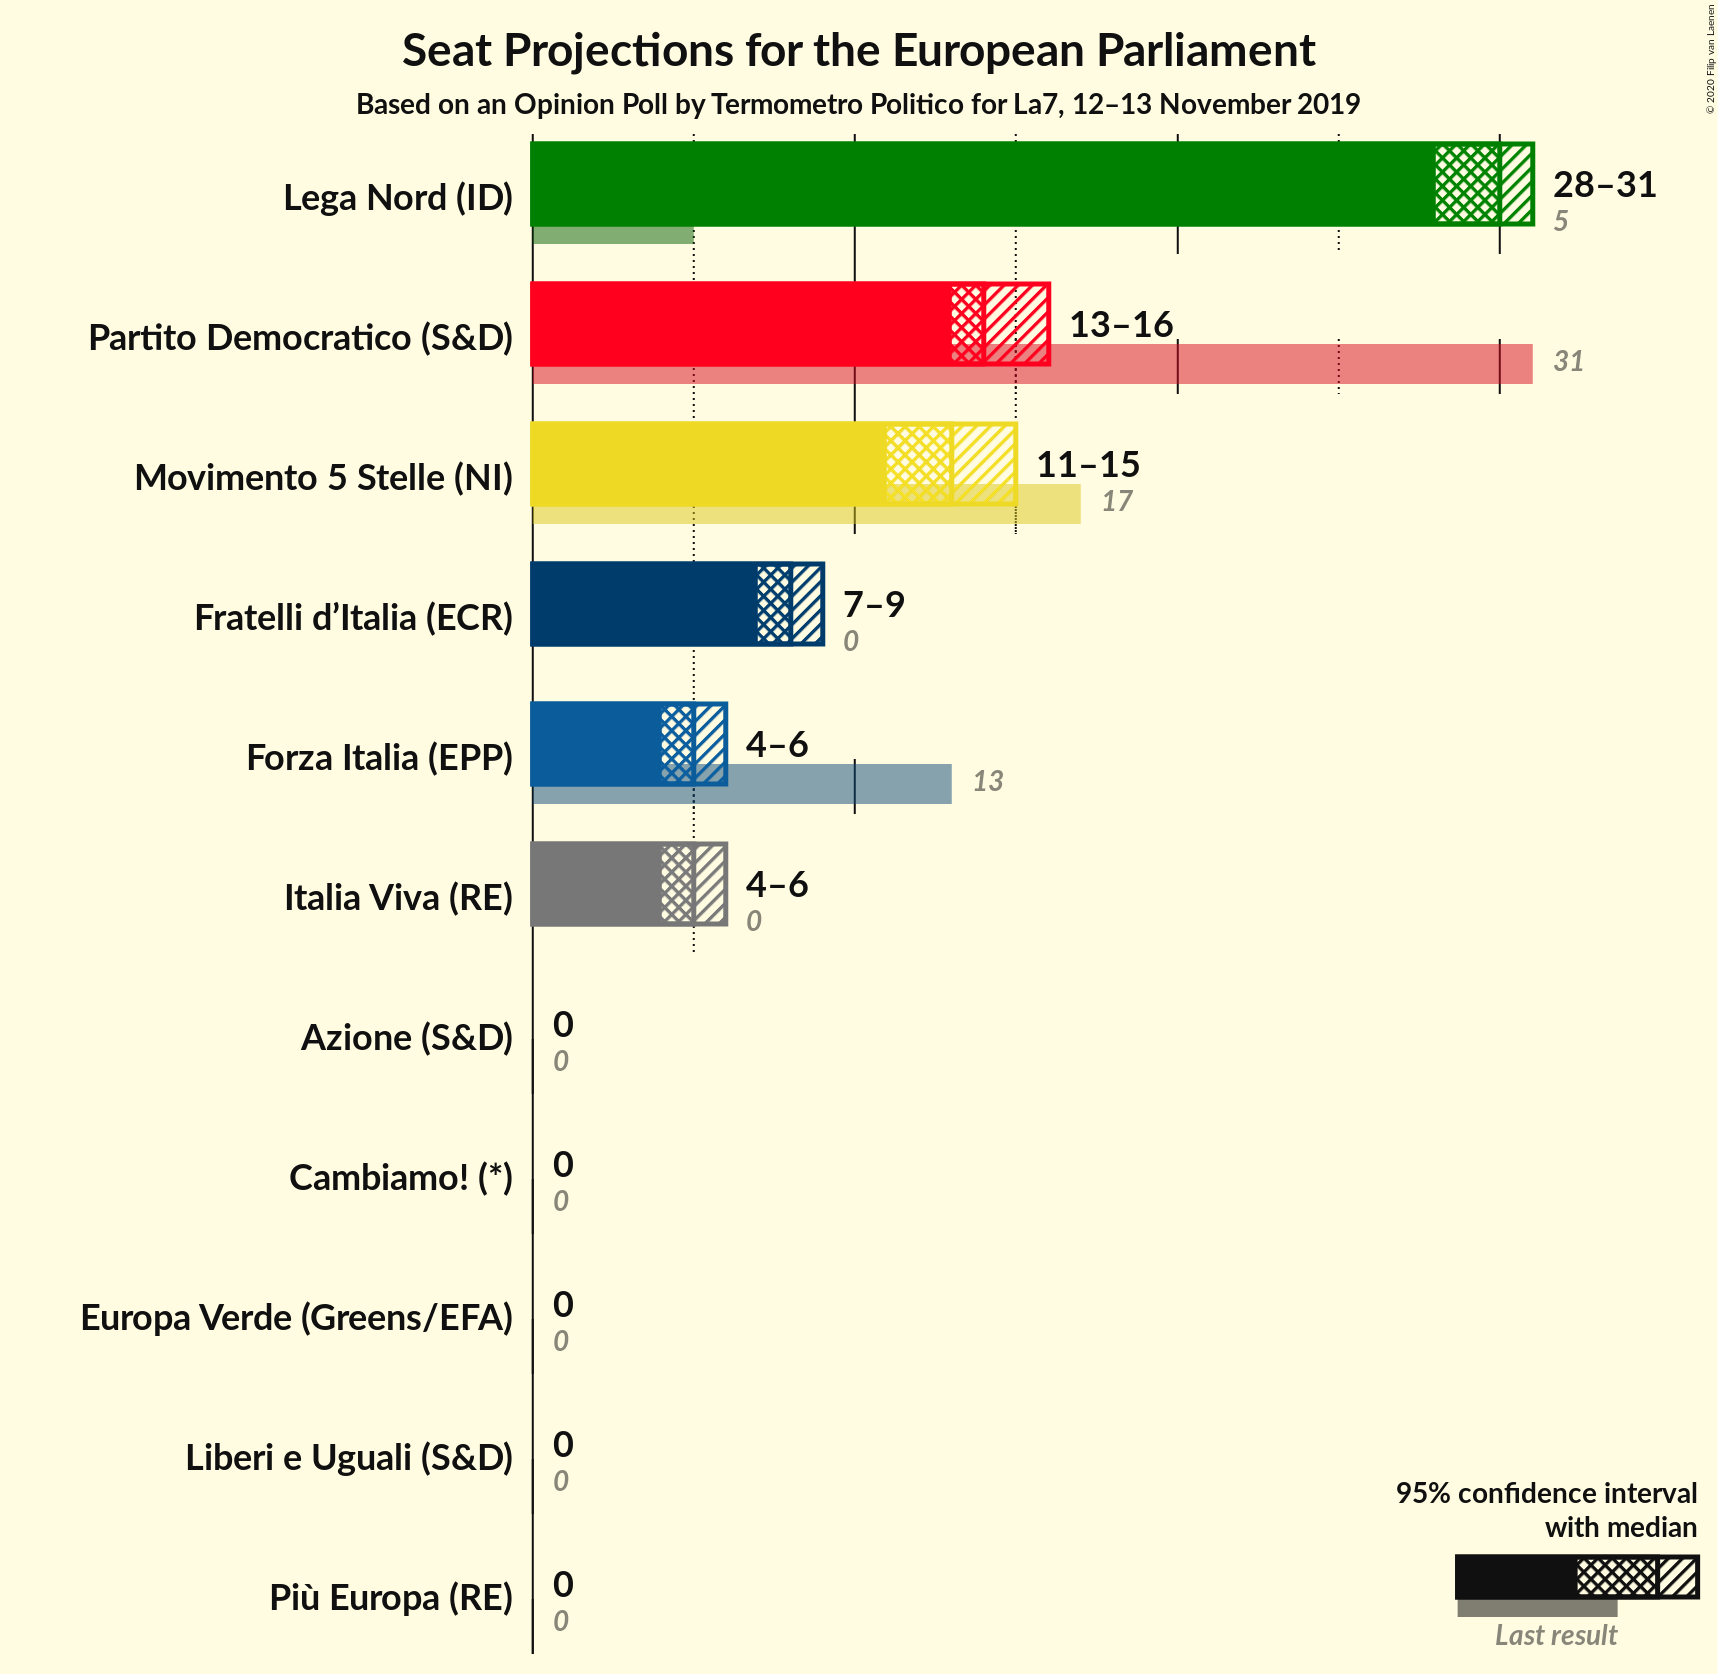 Seat Projections for the European Parliament
Based on an Opinion Poll by Termometro Politico for La7, 12–13 November 2019
© 2020 Filip van Laenen
Lega Nord (ID)
28–31
5
Partito Democratico (S&D)
13–16
31
Movimento 5 Stelle (NI)
11–15
17
Fratelli d’Italia (ECR)
7–9
0
Forza Italia (EPP)
4–6
13
Italia Viva (RE)
4–6
0
Azione (S&D)
0
0
Cambiamo! (*)
0
0
Europa Verde (Greens/EFA)
0
0
Liberi e Uguali (S&D)
0
0
Più Europa (RE)
0
0
95% confidence interval
with median
Last result